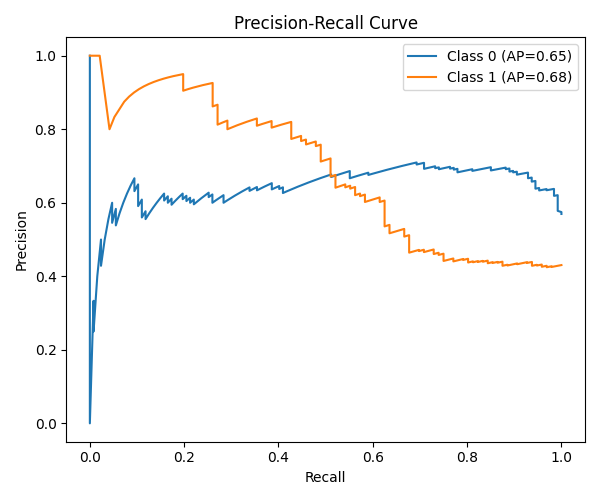 Precision-Recall Curve
Class 0 (AP=0.65)
Class 1 (AP=0.68)
Precision
1.0
0.8
0.6
0.4
0.2
0.0
0.0 0.2 0.4 0.6 0.8 1.0
Recall